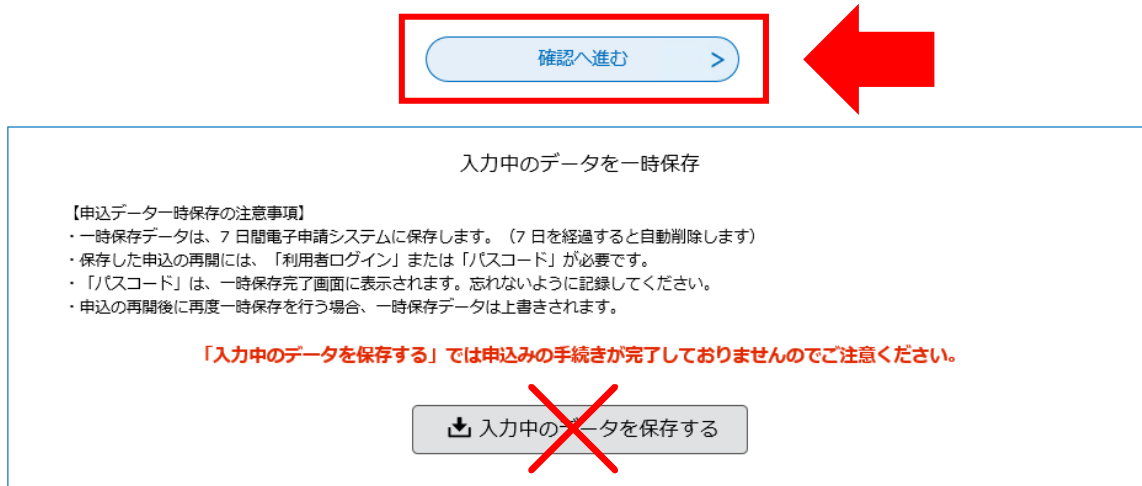 確認へ進む >
入力中のデータを一時保存
【申込データ一時保存の注意事項】
・一時保存データは、7 日間電子申請システムに保存します。（7 日を経過すると自動削除します）
・保存した申込の再開には、「利用者ログイン」または「パスコード」が必要です。
・「パスコード」は、一時保存完了画面に表示されます。忘れないように記録してください。
・申込の再開後に再度一時保存を行う場合、一時保存データは上書きされます。
「入力中のデータを保存する」では申込みの手続きが完了しておりませんのでご注意ください。
入力中のデータを保存する